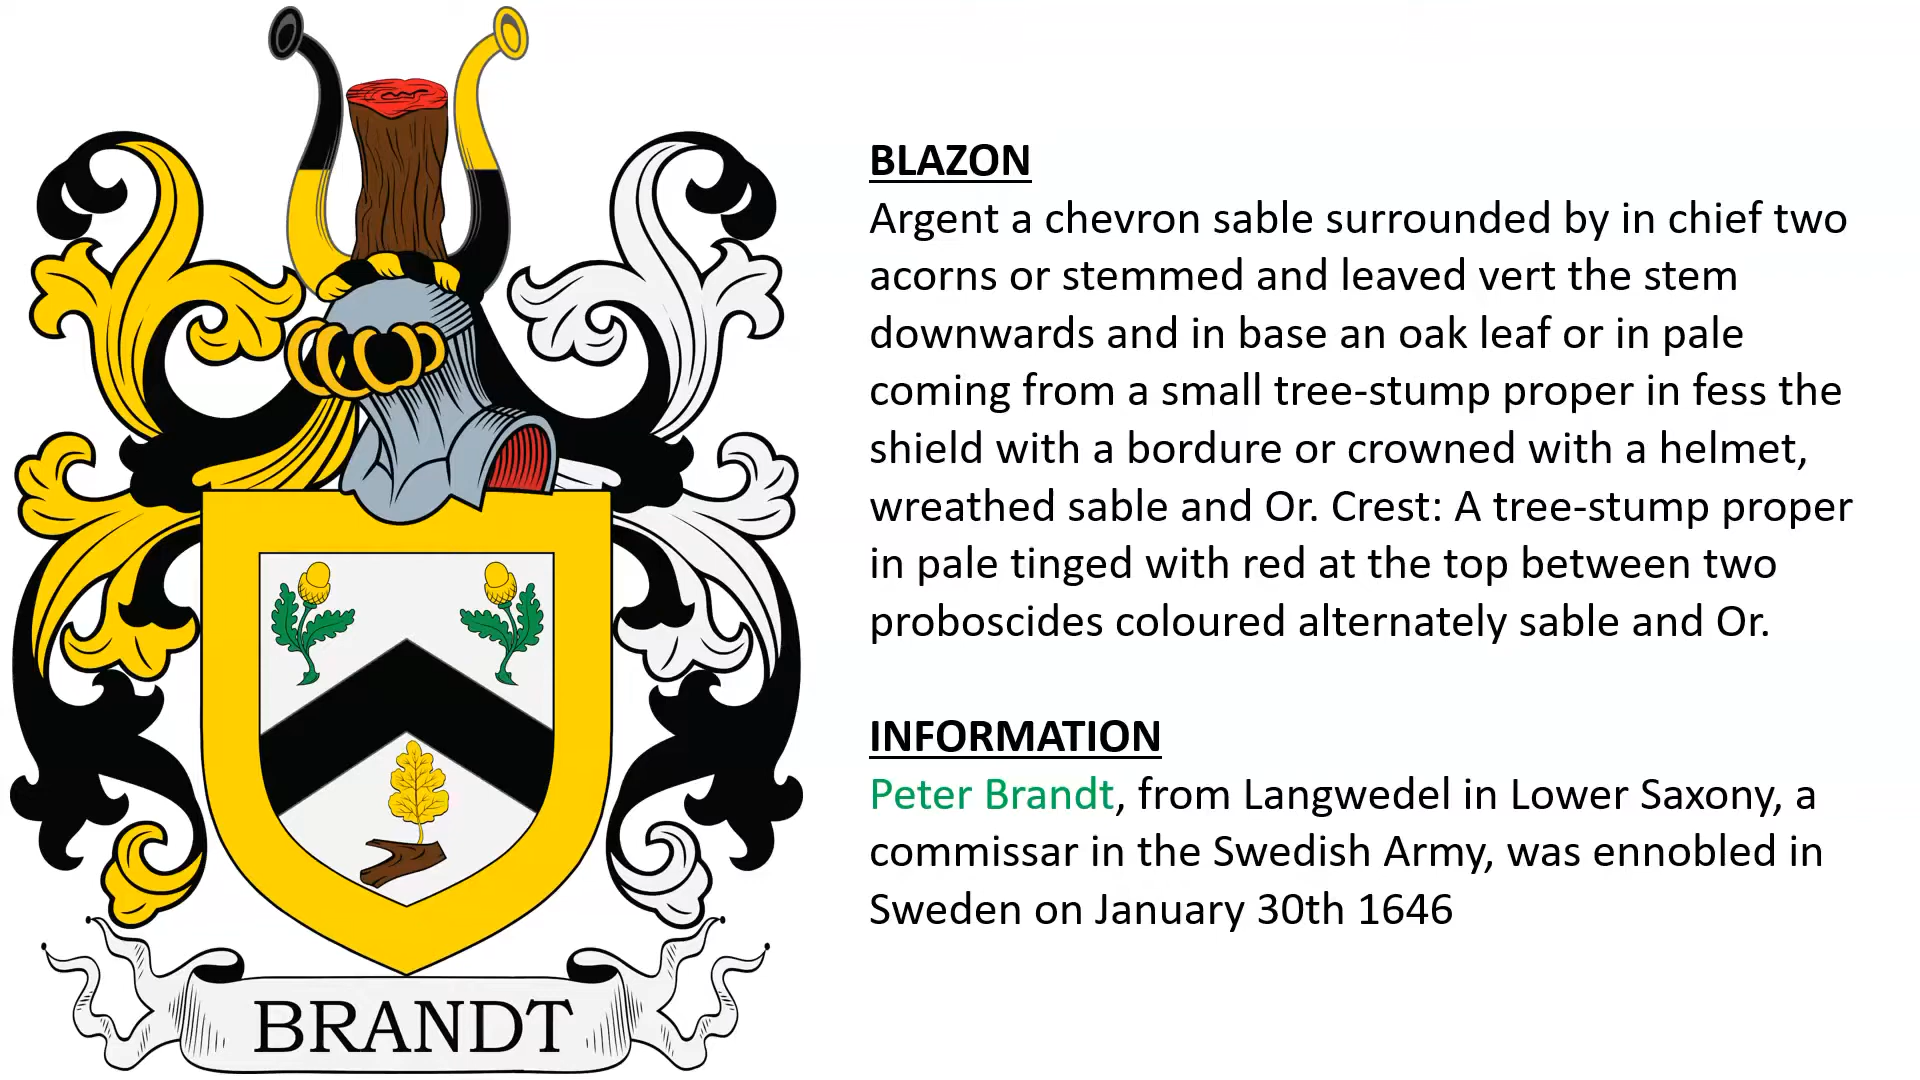 BLAZON
Argent a chevron sable surrounded by in chief two
acorns or stemmed and leaved vert the stem
downwards and in base an oak leaf or in pale
coming from a small tree-stump proper in fess the
shield with a bordure or crowned with a helmet,
wreathed sable and Or. Crest: A tree-stump proper
in pale tinged with red at the top between two
proboscides coloured alternately sable and Or.
INFORMATION
Peter Brandt, from Langwedel in Lower Saxony, a
commissar in the Swedish Army, was ennobled in
Sweden on January 30th 1646
BRANDT